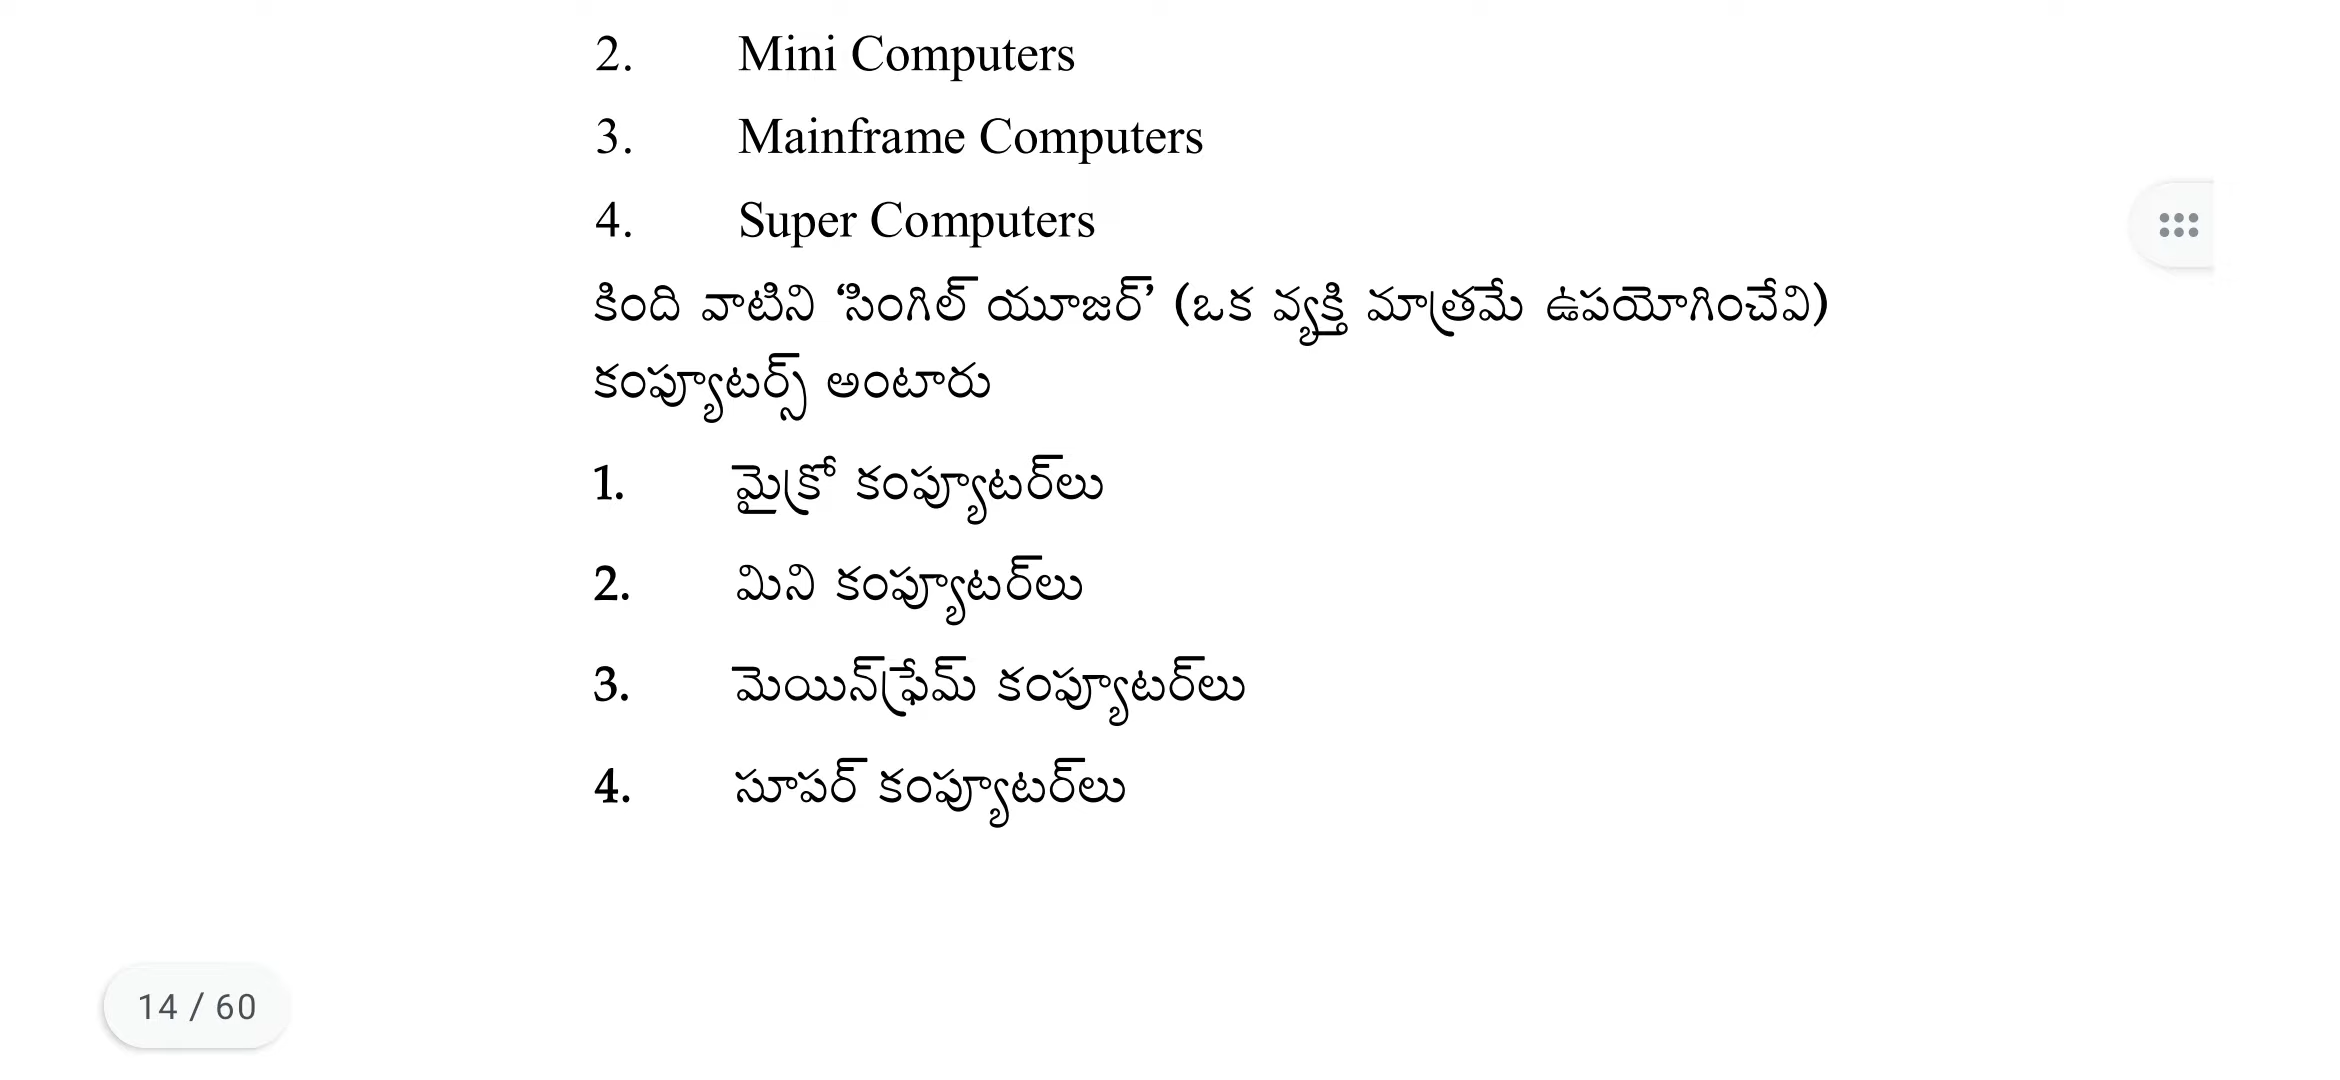 2. Mini Computers
3. Mainframe Computers
4. Super Computers
కింది వాటిని ‘సింగిల్ యూజర్’ (ఒక వ్యక్తి మాత్రమే ఉపయోగించేవి)
కంప్యూటర్స్ అంటారు
1. మైక్రో కంప్యూటర్‌లు
2. మిని కంప్యూటర్‌లు
3. మెయిన్‌ఫ్రేమ్ కంప్యూటర్‌లు
4. సూపర్ కంప్యూటర్‌లు
14 / 60